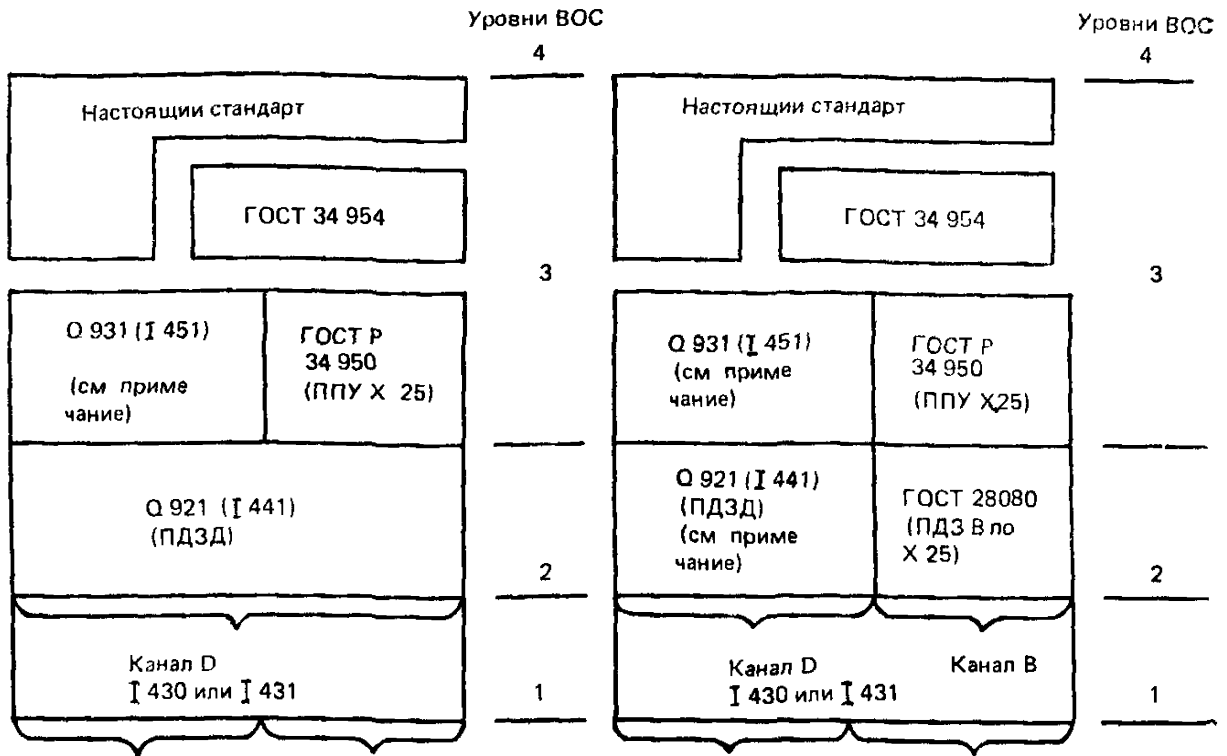 Уровни ВОС
4
Настоящии стандарт
ГОСТ 34 954
3
Q 931 (I 451)
(см приме
чание)
ГОСТ Р
34 950
(ППУ X 25)
Q 921 (I 441)
(ПДЗД)
2
Канал D
I 430 или I 431
1
Уровни ВОС
4
Настоящии стандарт
ГОСТ 34 954
3
Q 931 (I 451)
(см приме
чание)
ГОСТ Р
34 950
(ППУ X,25)
Q 921 (I 441)
(ПДЗД)
(см приме
чание)
ГОСТ 28080
(ПДЗ В по
X 25)
2
Канал D
Канал B
I 430 или I 431
1